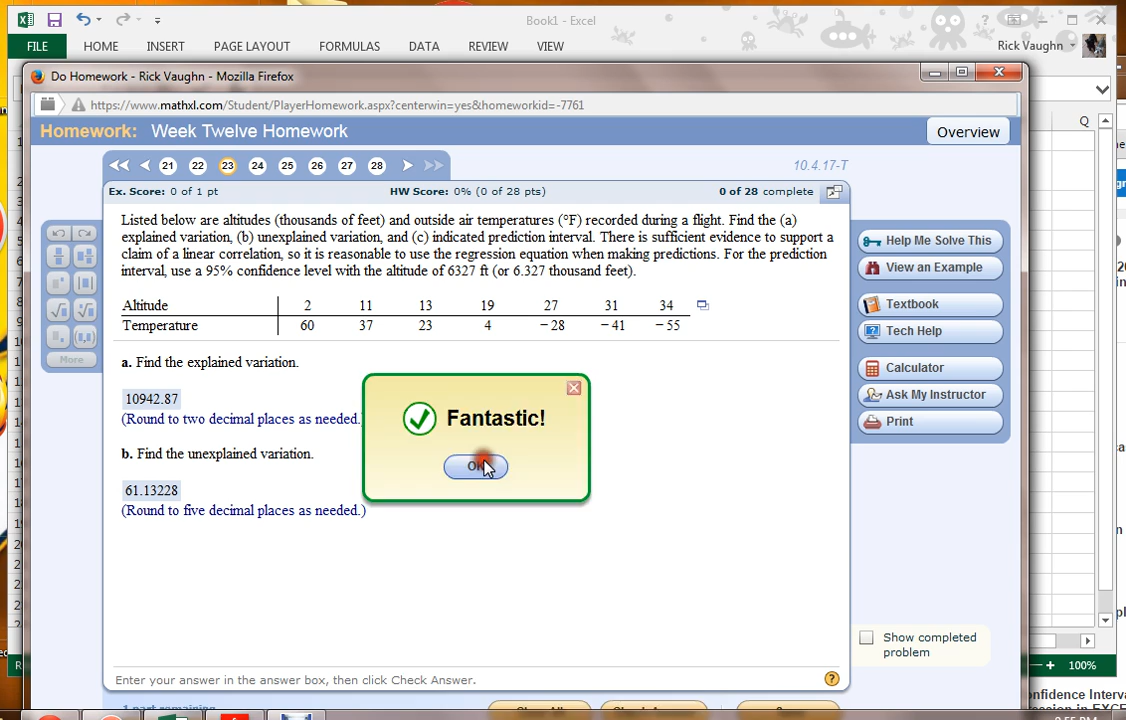 Book1 - Excel
FILE HOME INSERT PAGE LAYOUT FORMULAS DATA REVIEW VIEW Rick Vaughn
Do Homework - Rick Vaughn - Mozilla Firefox
https://www.mathxl.com/Student/PlayerHomework.aspx?centerwin=yes&homeworkid=-7761
Q
Homework: Week Twelve Homework Overview
21 22 23 24 25 26 27 28 10.4.17-T
Ex. Score: 0 of 1 pt HW Score: 0% (0 of 28 pts) 0 of 28 complete
Listed below are altitudes (thousands of feet) and outside air temperatures (°F) recorded during a flight. Find the (a)
explained variation, (b) unexplained variation, and (c) indicated prediction interval. There is sufficient evidence to support a
claim of a linear correlation, so it is reasonable to use the regression equation when making predictions. For the prediction
interval, use a 95% confidence level with the altitude of 6327 ft (or 6.327 thousand feet).
Altitude 2 11 13 19 27 31 34
Temperature 60 37 23 4 −28 −41 −55
a. Find the explained variation.
10942.87
(Round to two decimal places as needed.)
b. Find the unexplained variation.
61.13228
(Round to five decimal places as needed.)
Fantastic!
OK
More
Help Me Solve This
View an Example
Textbook
Tech Help
Calculator
Ask My Instructor
Print
Show completed
problem
Enter your answer in the answer box, then click Check Answer.
?
100%